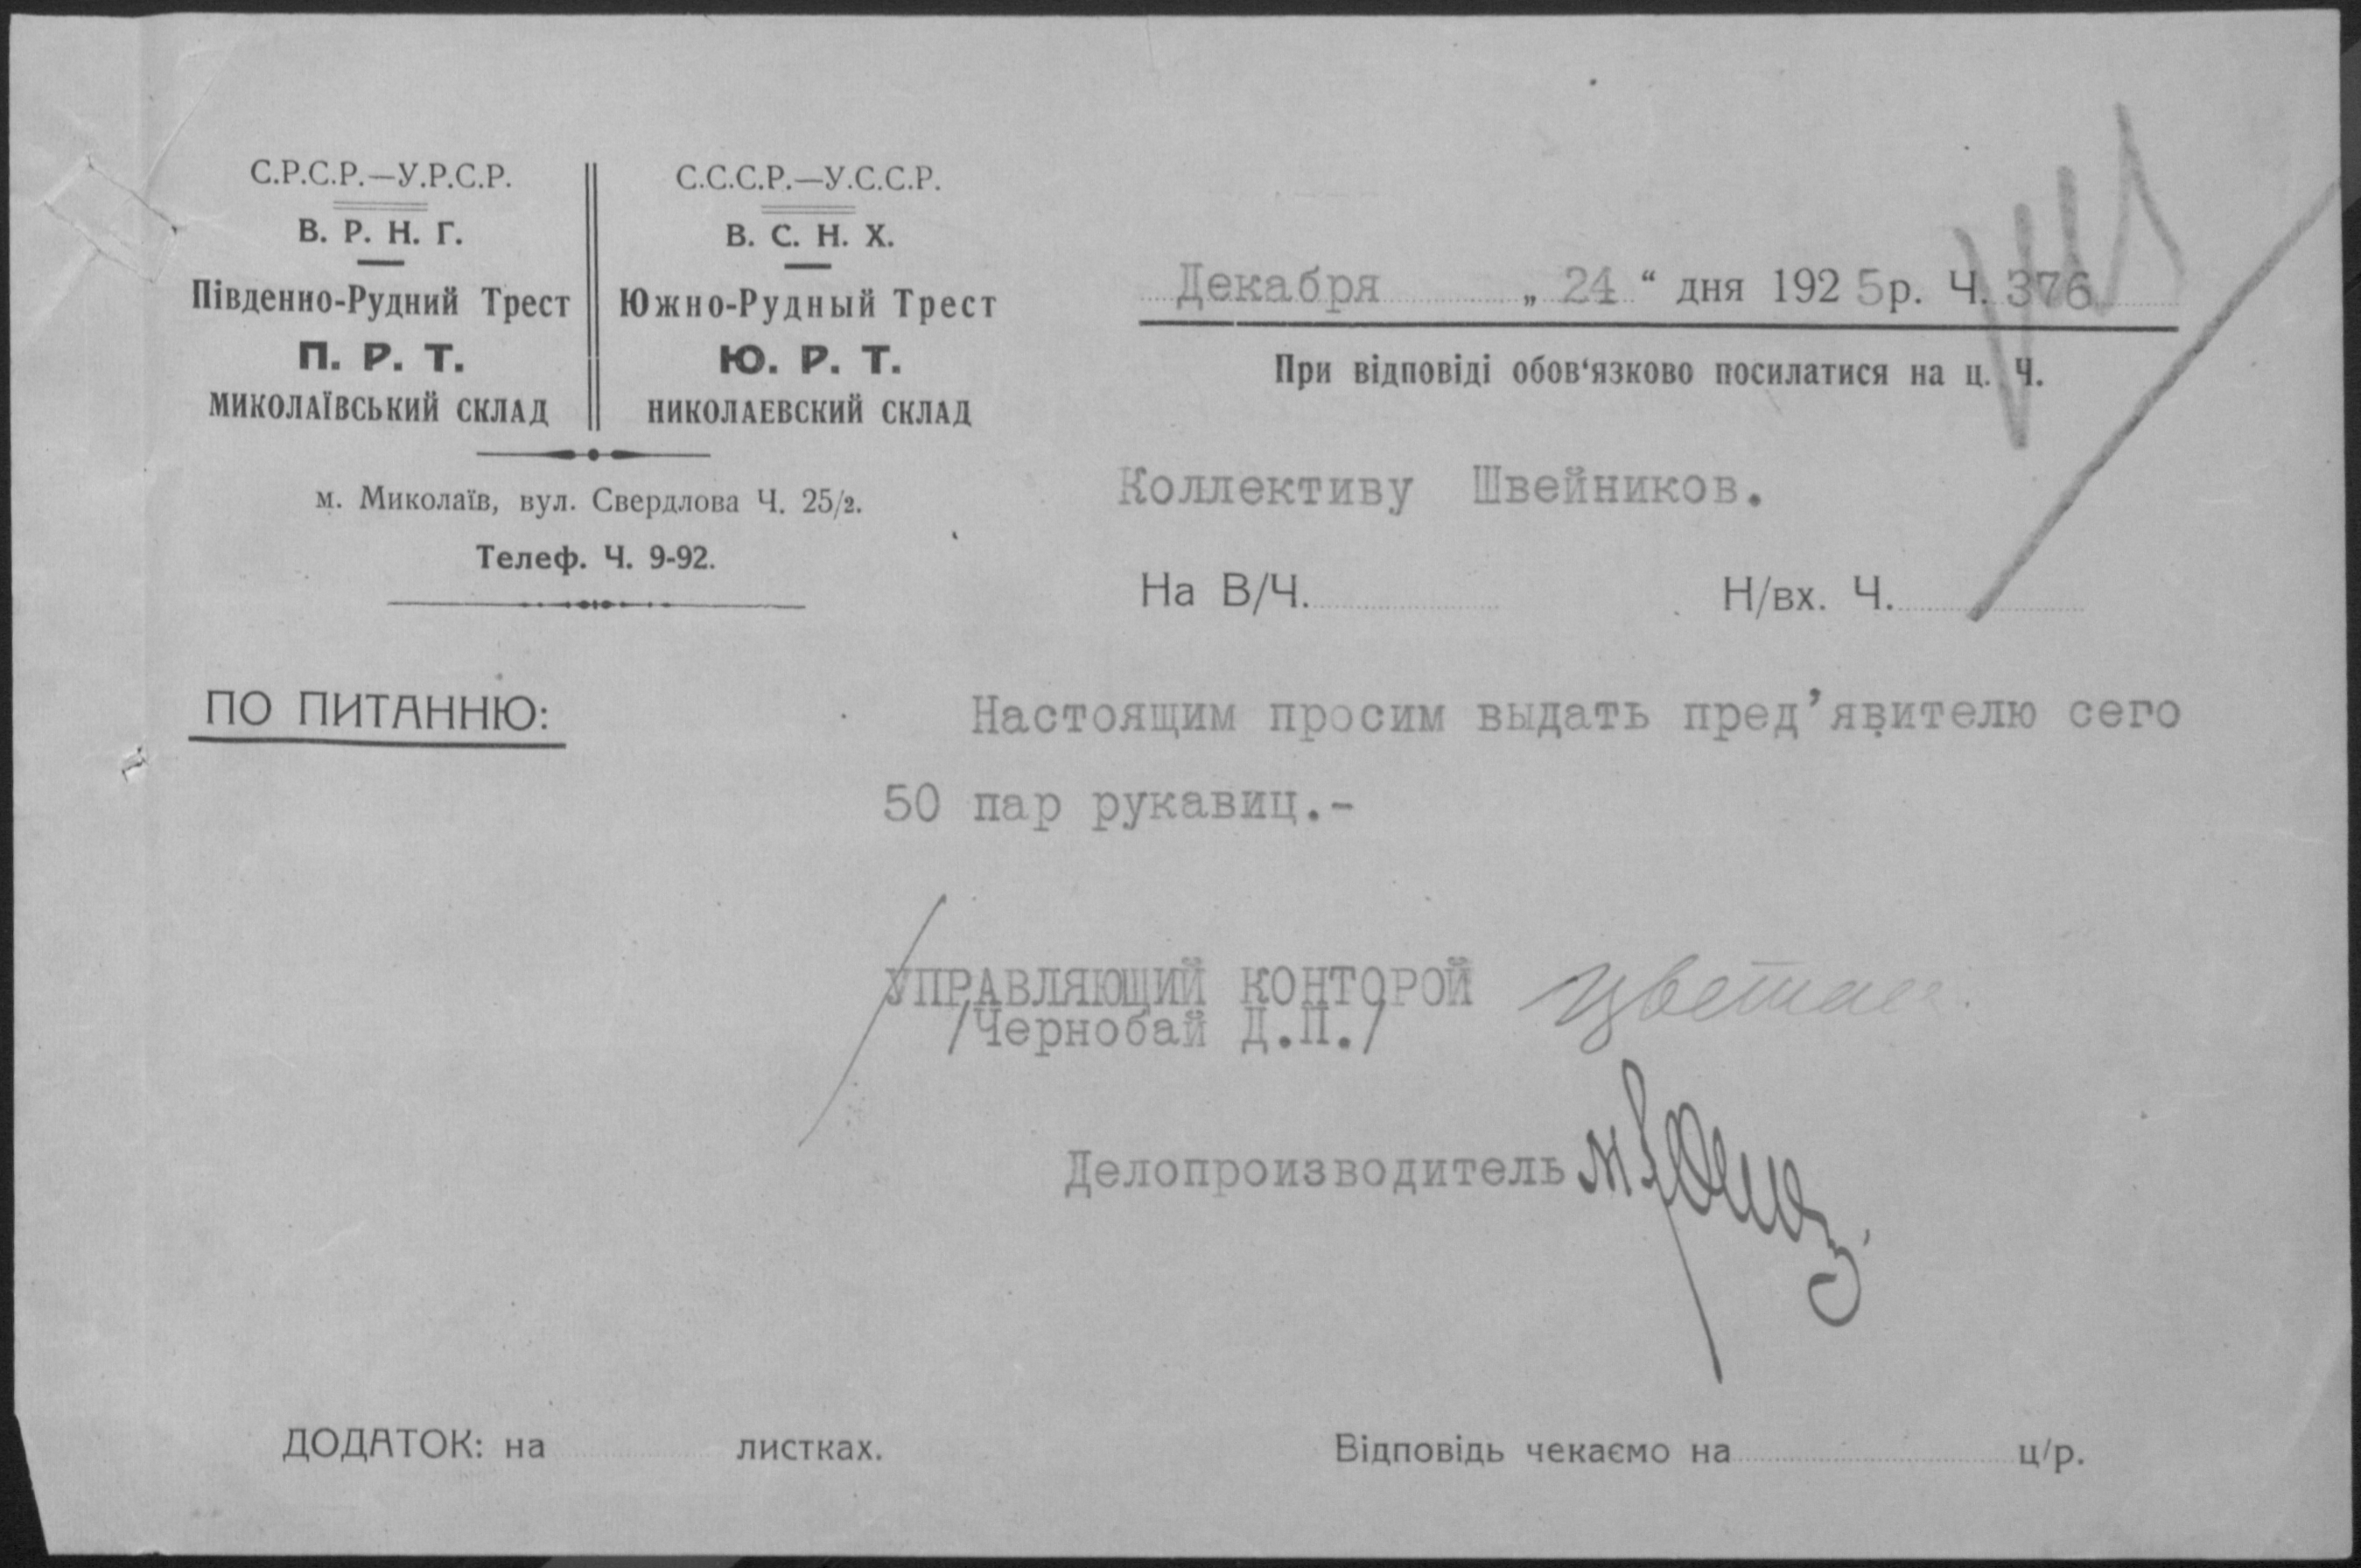 С.Р.С.Р.—У.Р.С.Р.
В. Р. Н. Г.
Південно-Рудний Трест
П. Р. Т.
МИКОЛАЇВСЬКИЙ СКЛАД
С.С.С.Р.—У.С.С.Р.
В. С. Н. Х.
Южно-Рудный Трест
Ю. Р. Т.
НИКОЛАЕВСКИЙ СКЛАД
м. Миколаїв, вул. Свердлова Ч. 25/2.
Телеф. Ч. 9-92.
Декабря „ 24 “ дня 1925 р. Ч. 376
При відповіді обов‘язково посилатися на ц. Ч.
Коллективу Швейников.
На В/Ч. Н/вх. Ч.
ПО ПИТАННЮ:
Настоящим просим выдать пред’явителю сего
50 пар рукавиц.-
УПРАВЛЯЮЩИЙ КОНТОРОЙ
/Чернобай Д.П./
Делопроизводитель
ДОДАТОК: на листках.
Відповідь чекаємо на ц/р.